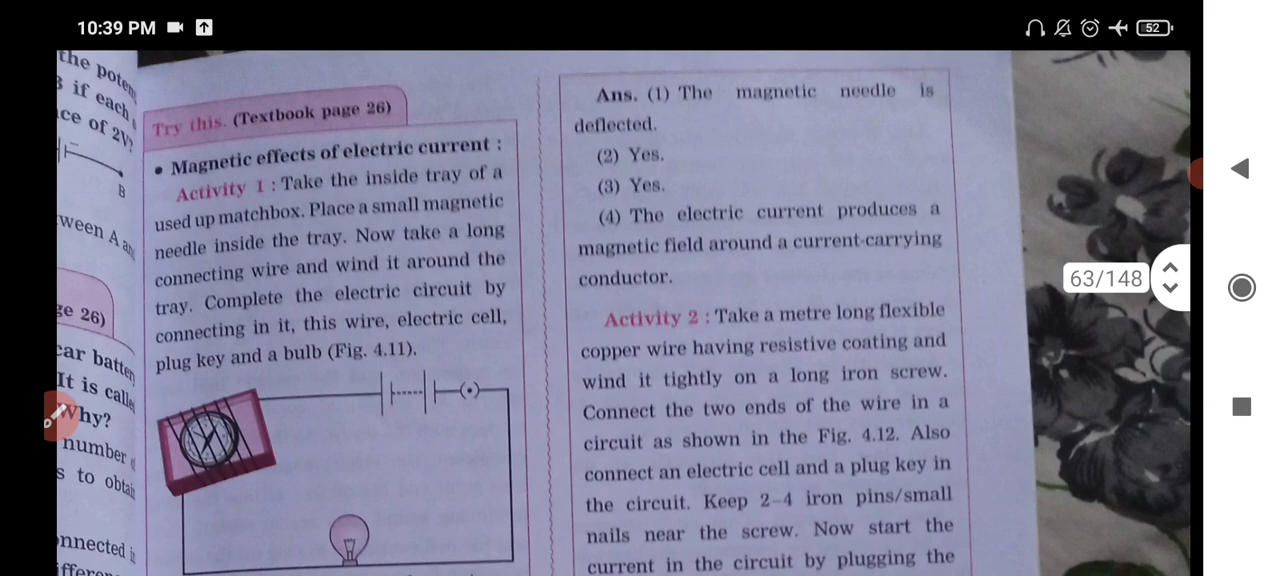 10:39 PM
52
the poten
3 if each
ce of 2V?
B
ween A an
ge 26)
car batter
It is calle
Why?
number
s to obtain
nnected i
Try this. (Textbook page 26)
• Magnetic effects of electric current :
Activity 1 : Take the inside tray of a
used up matchbox. Place a small magnetic
needle inside the tray. Now take a long
connecting wire and wind it around the
tray. Complete the electric circuit by
connecting in it, this wire, electric cell,
plug key and a bulb (Fig. 4.11).
Ans. (1) The magnetic needle is
deflected.
(2) Yes.
(3) Yes.
(4) The electric current produces a
magnetic field around a current-carrying
conductor.
Activity 2 : Take a metre long flexible
copper wire having resistive coating and
wind it tightly on a long iron screw.
Connect the two ends of the wire in a
circuit as shown in the Fig. 4.12. Also
connect an electric cell and a plug key in
the circuit. Keep 2–4 iron pins/small
nails near the screw. Now start the
current in the circuit by plugging the
63/148